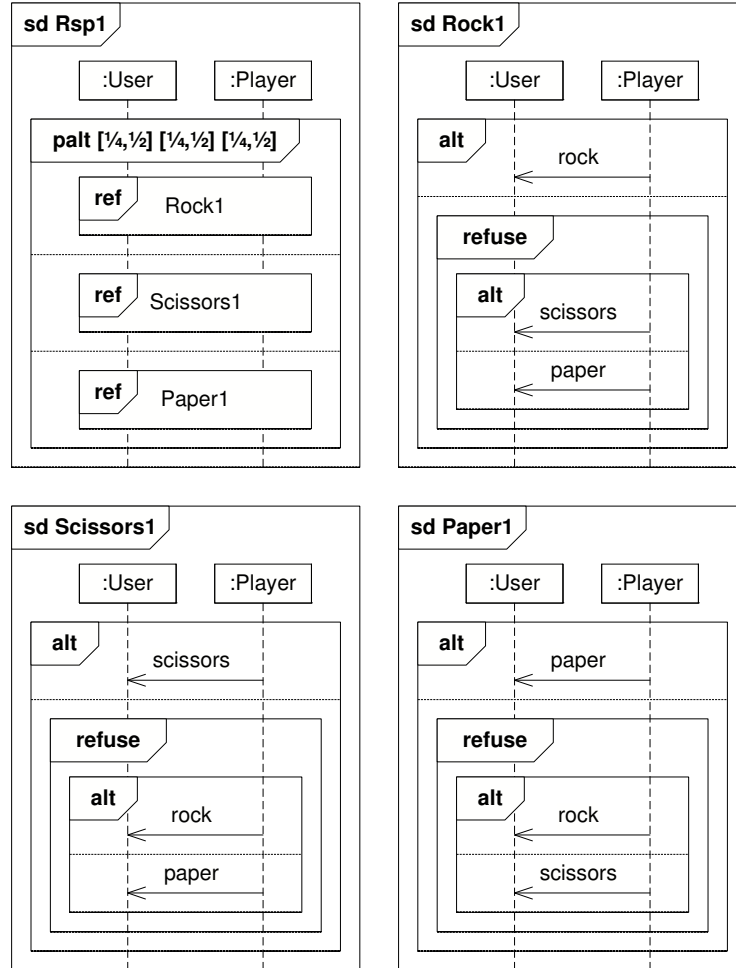 sd Rsp1
:User :Player
palt [¼,½] [¼,½] [¼,½]
ref Rock1
ref Scissors1
ref Paper1
sd Rock1
:User :Player
alt
rock
refuse
alt
scissors
paper
sd Scissors1
:User :Player
alt
scissors
refuse
alt
rock
paper
sd Paper1
:User :Player
alt
paper
refuse
alt
rock
scissors